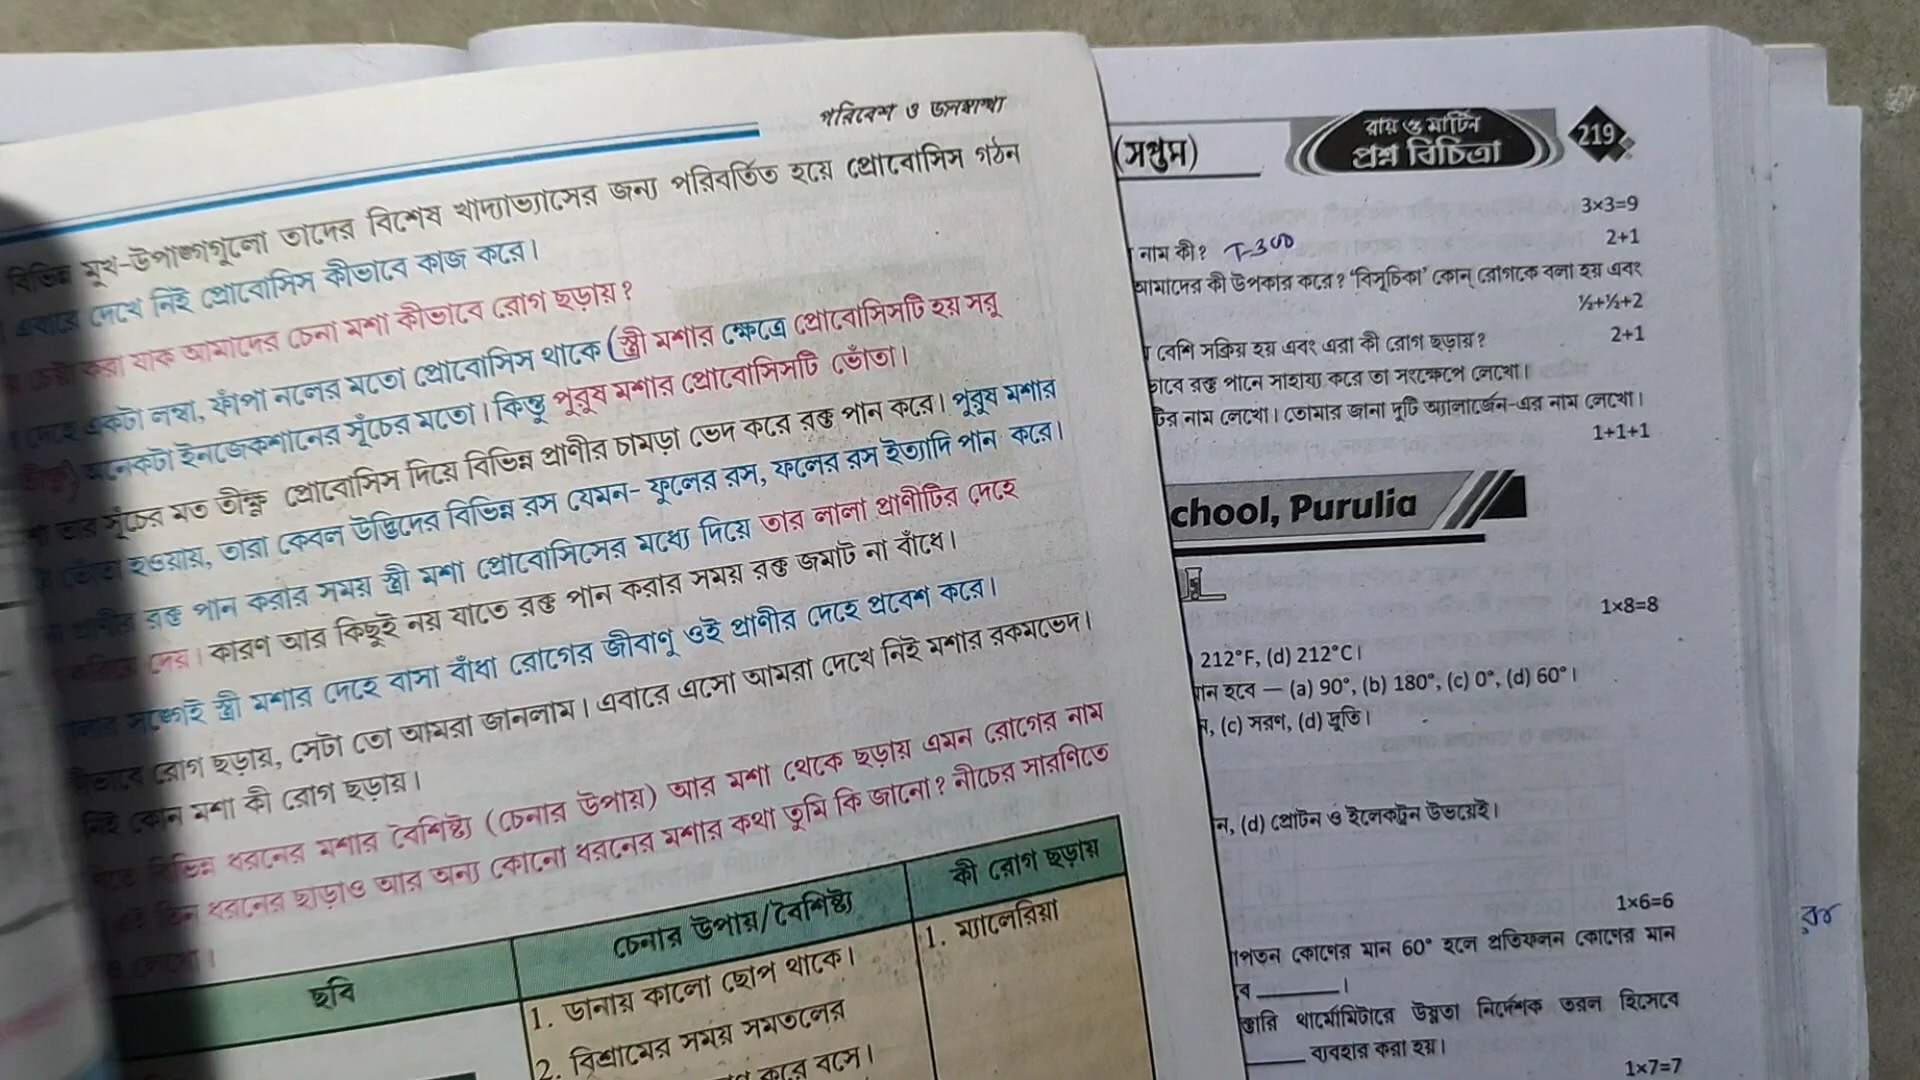 পরিবেশ ও জনস্বাস্থ্য
বিভিন্ন মুখ-উপাঙ্গগুলো তাদের বিশেষ খাদ্যাভ্যাসের জন্য পরিবর্তিত হয়ে প্রোবোসিস গঠন
এবারে দেখে নিই প্রোবোসিস কীভাবে কাজ করে।
করা যাক আমাদের চেনা মশা কীভাবে রোগ ছড়ায়?
দেহে একটা লম্বা, ফাঁপা নলের মতো প্রোবোসিস থাকে (স্ত্রী মশার ক্ষেত্রে প্রোবোসিসটি হয় সরু
অনেকটা ইনজেকশানের সূঁচের মতো। কিন্তু পুরুষ মশার প্রোবোসিসটি ভোঁতা।
তার সূঁচের মত তীক্ষ্ণ প্রোবোসিস দিয়ে বিভিন্ন প্রাণীর চামড়া ভেদ করে রক্ত পান করে। পুরুষ মশার
ভোঁতা হওয়ায়, তারা কেবল উদ্ভিদের বিভিন্ন রস যেমন- ফুলের রস, ফলের রস ইত্যাদি পান করে।
প্রাণীর রক্ত পান করার সময় স্ত্রী মশা প্রোবোসিসের মধ্যে দিয়ে তার লালা প্রাণীটির দেহে
দেয়। কারণ আর কিছুই নয় যাতে রক্ত পান করার সময় রক্ত জমাট না বাঁধে।
সঙ্গেই স্ত্রী মশার দেহে বাসা বাঁধা রোগের জীবাণু ওই প্রাণীর দেহে প্রবেশ করে।
কীভাবে রোগ ছড়ায়, সেটা তো আমরা জানলাম। এবারে এসো আমরা দেখে নিই মশার রকমভেদ।
নিই কোন মশা কী রোগ ছড়ায়।
বিভিন্ন ধরনের মশার বৈশিষ্ট্য (চেনার উপায়) আর মশা থেকে ছড়ায় এমন রোগের নাম
এই তিন ধরনের ছাড়াও আর অন্য কোনো ধরনের মশার কথা তুমি কি জানো? নীচের সারণিতে
লেখো।
ছবি
চেনার উপায়/বৈশিষ্ট্য
কী রোগ ছড়ায়
1. ডানায় কালো ছোপ থাকে।
2. বিশ্রামের সময় সমতলের
করে বসে।
1. ম্যালেরিয়া
(সপ্তম)
রায় ও মার্টিন
প্রশ্ন বিচিত্রা
219
3×3=9
নাম কী?
2+1
আমাদের কী উপকার করে? ‘বিসূচিকা’ কোন্ রোগকে বলা হয় এবং
½+½+2
বেশি সক্রিয় হয় এবং এরা কী রোগ ছড়ায়?
2+1
ভাবে রক্ত পানে সাহায্য করে তা সংক্ষেপে লেখো।
টির নাম লেখো। তোমার জানা দুটি অ্যালার্জেন-এর নাম লেখো।
1+1+1
chool, Purulia
1×8=8
212°F, (d) 212°C।
মান হবে — (a) 90°, (b) 180°, (c) 0°, (d) 60°।
(c) সরণ, (d) দ্রুতি।
ন, (d) প্রোটন ও ইলেকট্রন উভয়েই।
1×6=6
আপতন কোণের মান 60° হলে প্রতিফলন কোণের মান
ব ______।
ক্তারি থার্মোমিটারে উষ্ণতা নির্দেশক তরল হিসেবে
______ ব্যবহার করা হয়।
1×7=7